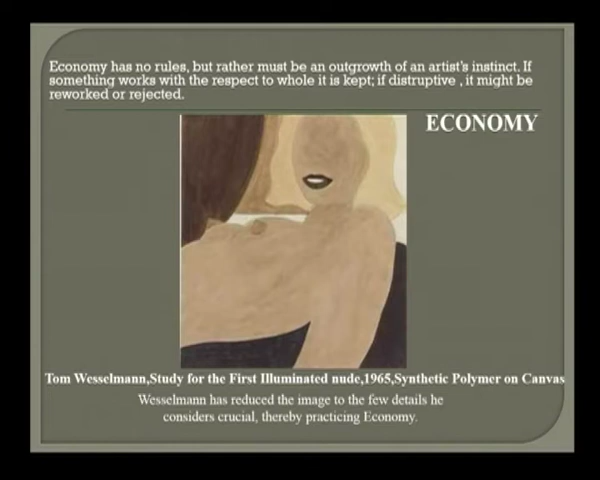 Economy has no rules, but rather must be an outgrowth of an artist's instinct. If
something works with the respect to whole it is kept; if distruptive , it might be
reworked or rejected.
ECONOMY
Tom Wesselmann,Study for the First Illuminated nude,1965,Synthetic Polymer on Canvas
Wesselmann has reduced the image to the few details he
considers crucial, thereby practicing Economy.